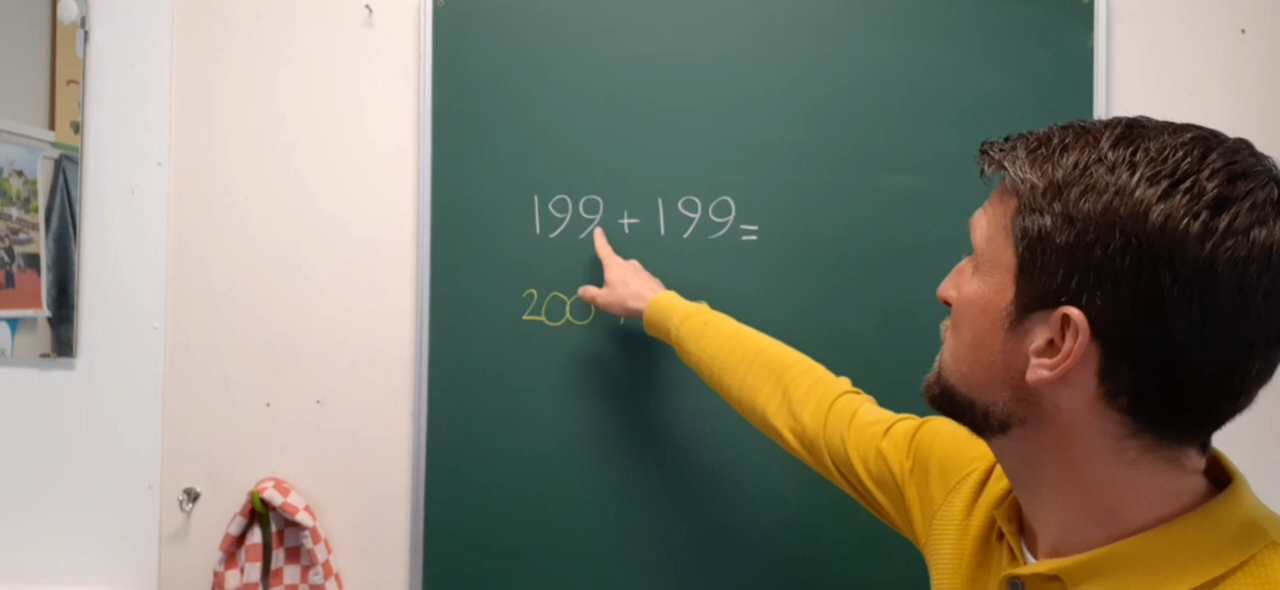 199 + 199 =
200